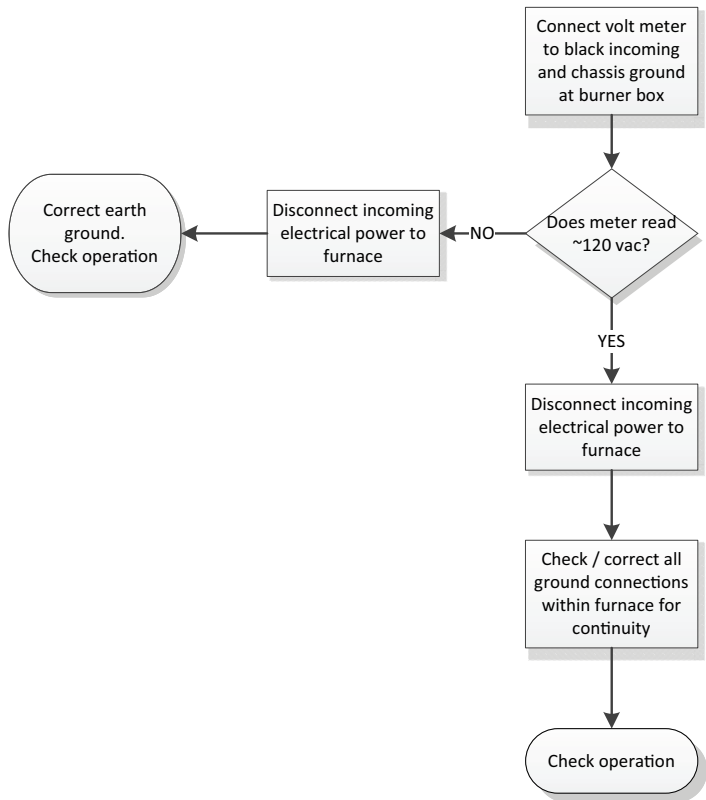 Connect volt meter
to black incoming
and chassis ground
at burner box
Does meter read
~120 vac?
NO
Disconnect incoming
electrical power to
furnace
Correct earth
ground.
Check operation
YES
Disconnect incoming
electrical power to
furnace
Check / correct all
ground connections
within furnace for
continuity
Check operation